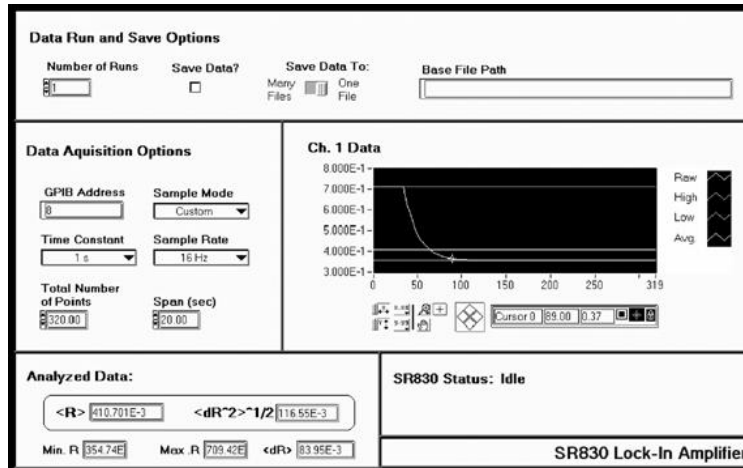 Data Run and Save Options
Number of Runs
Save Data?
Save Data To:
Base File Path
1
Many Files
One File
Data Aquisition Options
GPIB Address
Sample Mode
8
Custom
Time Constant
Sample Rate
1 s
16 Hz
Total Number of Points
Span (sec)
320.00
20.00
Ch. 1 Data
8.000E-1
7.000E-1
6.000E-1
5.000E-1
4.000E-1
3.000E-1
0 50 100 150 200 250 319
Raw
High
Low
Avg.
Cursor 0 89.00 0.37
Analyzed Data:
<R> 410.701E-3 <dR^2>^1/2 116.55E-3
Min. R 354.74E Max .R 709.42E <dR> 83.95E-3
SR830 Status: Idle
SR830 Lock-In Amplifier